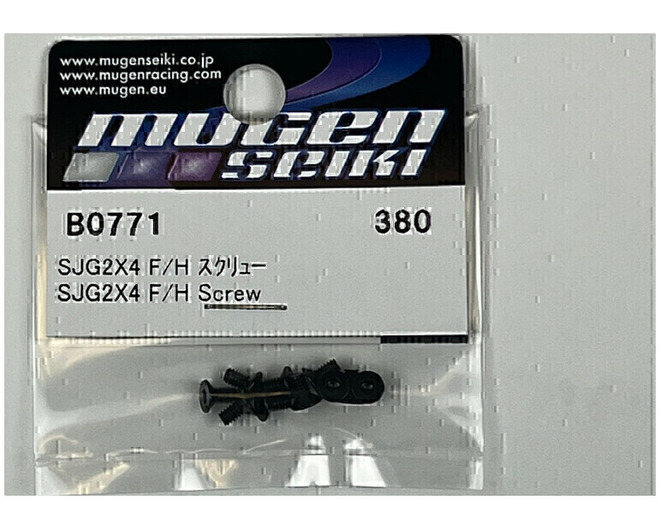 www.mugenseiki.co.jp
www.mugenracing.com
www.mugen.eu
mugen
seiki
B0771 380
SJG2X4 F/H スクリュー
SJG2X4 F/H Screw